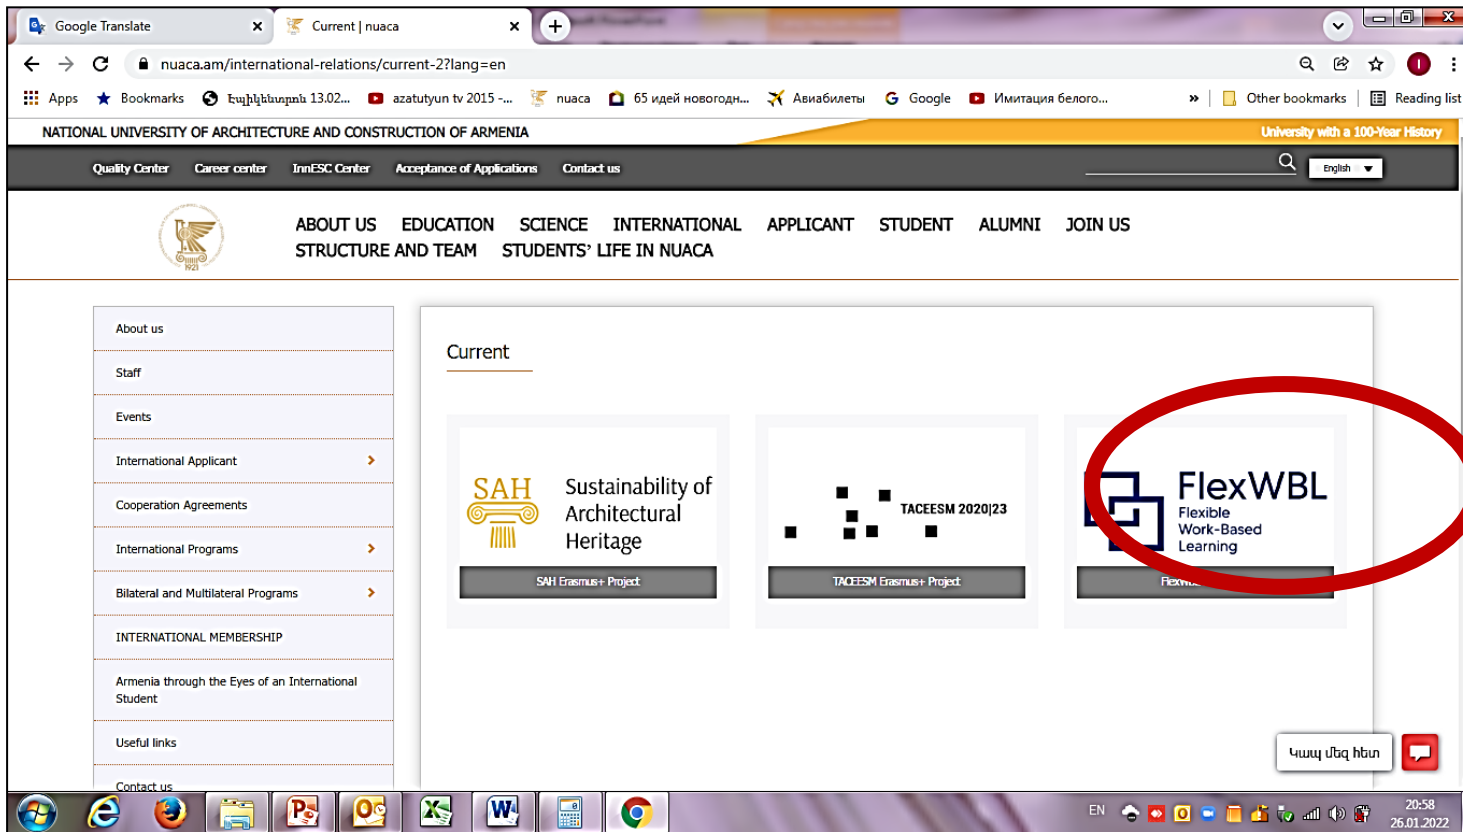 Google Translate
Current | nuaca
nuaca.am/international-relations/current-2?lang=en
Apps
Bookmarks
Էպիկենտրոն 13.02...
azatutyun tv 2015 -...
nuaca
65 идей новогодн...
Авиабилеты
Google
Имитация белого...
»
Other bookmarks
Reading list
NATIONAL UNIVERSITY OF ARCHITECTURE AND CONSTRUCTION OF ARMENIA
University with a 100-Year History
Quality Center
Career center
InnESC Center
Acceptance of Applications
Contact us
English
1921
ABOUT US EDUCATION SCIENCE INTERNATIONAL APPLICANT STUDENT ALUMNI JOIN US
STRUCTURE AND TEAM STUDENTS’ LIFE IN NUACA
About us
Staff
Events
International Applicant
Cooperation Agreements
International Programs
Bilateral and Multilateral Programs
INTERNATIONAL MEMBERSHIP
Armenia through the Eyes of an International
Student
Useful links
Contact us
Current
SAH
Sustainability of
Architectural
Heritage
SAH Erasmus+ Project
TACEESM 2020|23
TACEESM Erasmus+ Project
FlexWBL
Flexible
Work-Based
Learning
Կապ մեզ հետ
EN
20:58
26.01.2022